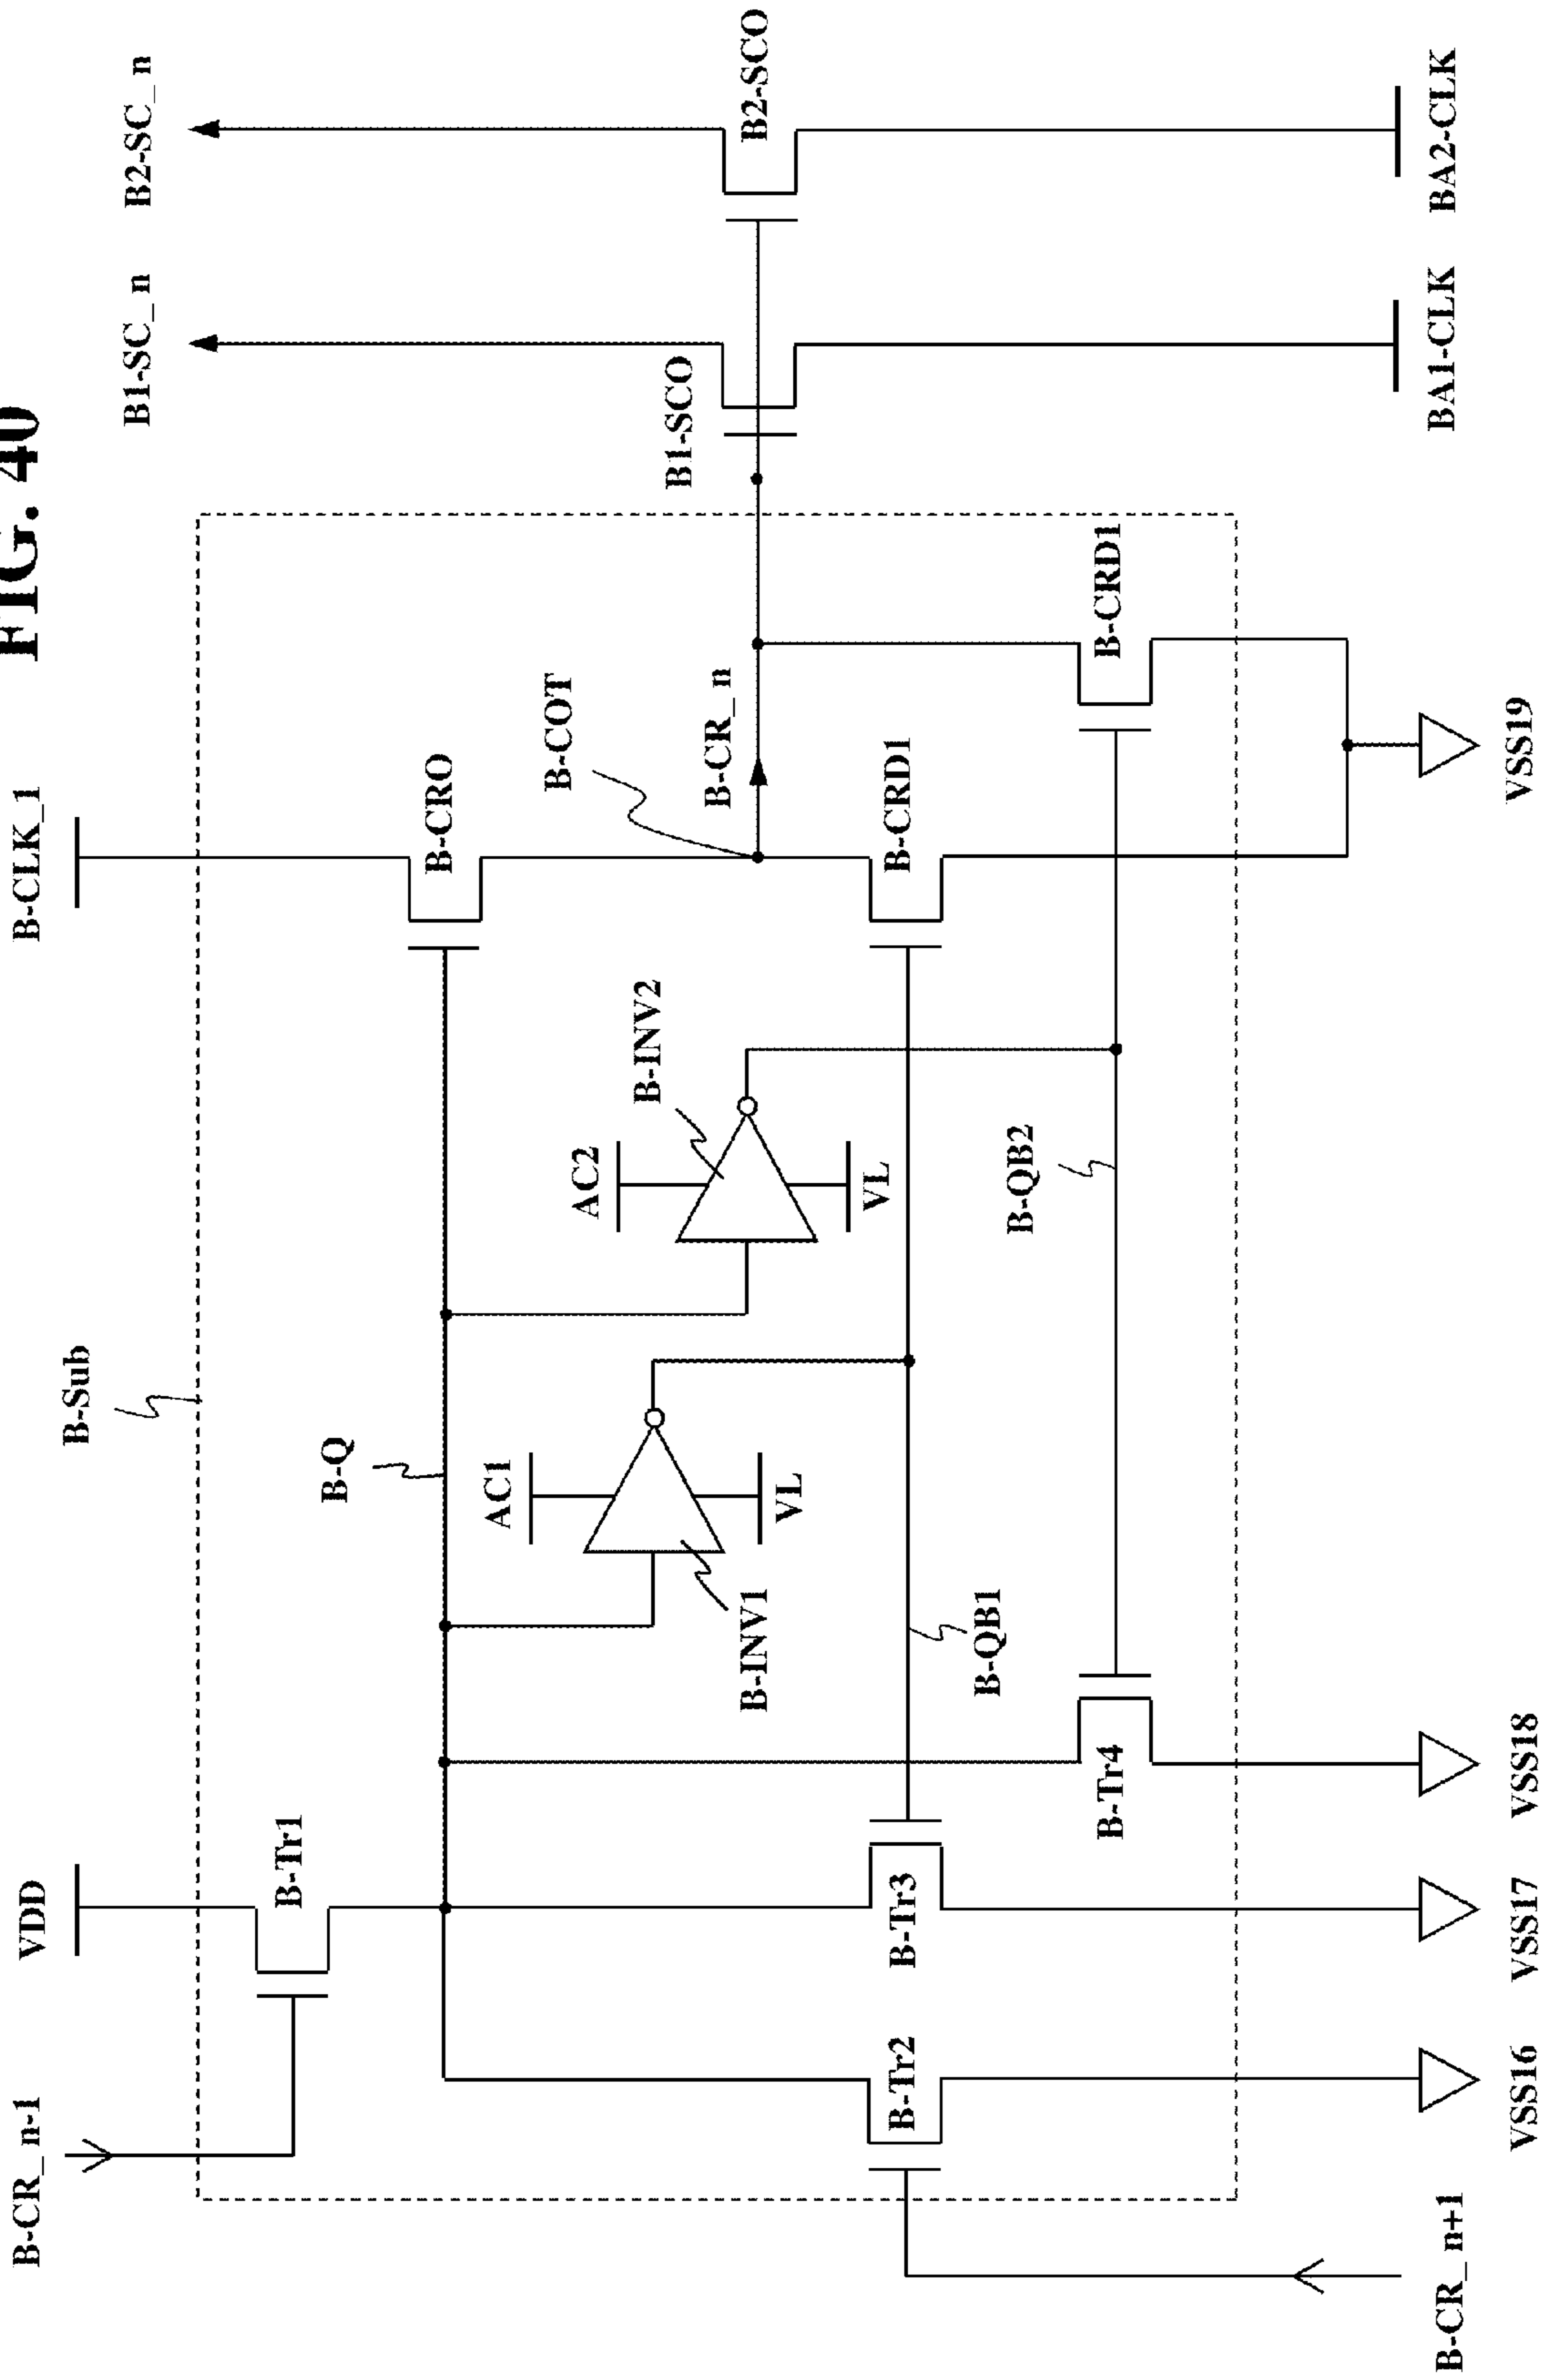 FIG. 40
B-CR_n-1
VDD
B-Sub
B-CLK_1
B1-SC_n
B2-SC_n
B-Tr1
B-Q
B-CRO
AC1
AC2
B-INV2
B-COT
B-CR_n
B1-SCO
B2-SCO
B-INV1
VL
VL
B-Tr2
B-Tr3
B-QB1
B-QB2
B-CRD1
B-Tr4
B-CRD1
B-CR_n+1
VSS16
VSS17
VSS18
VSS19
BA1-CLK
BA2-CLK